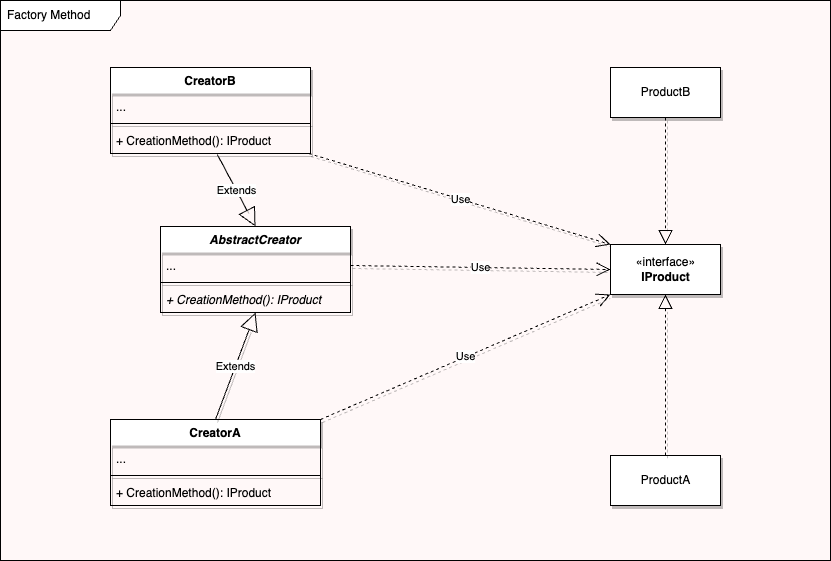 Factory Method
CreatorB
...
+ CreationMethod(): IProduct
ProductB
Extends
Use
AbstractCreator
...
+ CreationMethod(): IProduct
Use
«interface»
IProduct
Extends
Use
CreatorA
...
+ CreationMethod(): IProduct
ProductA